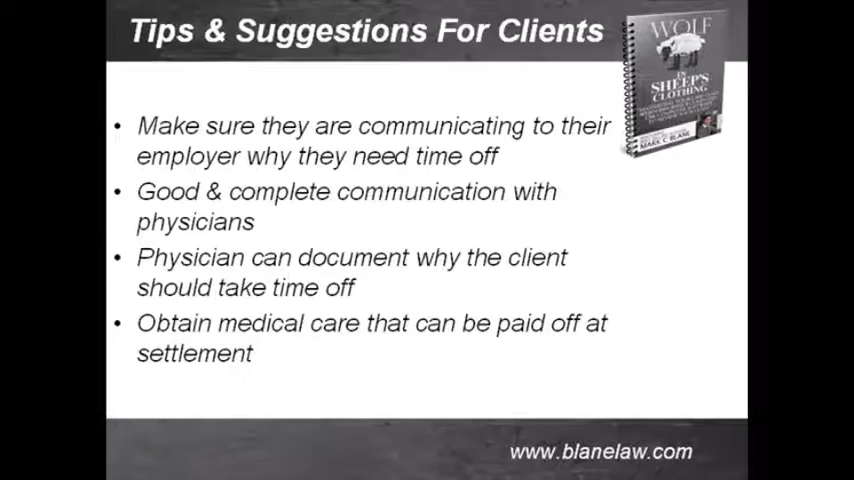 Tips & Suggestions For Clients
WOLF
IN
SHEEP'S
CLOTHING
MARK C BLANE
• Make sure they are communicating to their
employer why they need time off
• Good & complete communication with
physicians
• Physician can document why the client
should take time off
• Obtain medical care that can be paid off at
settlement
www.blanelaw.com